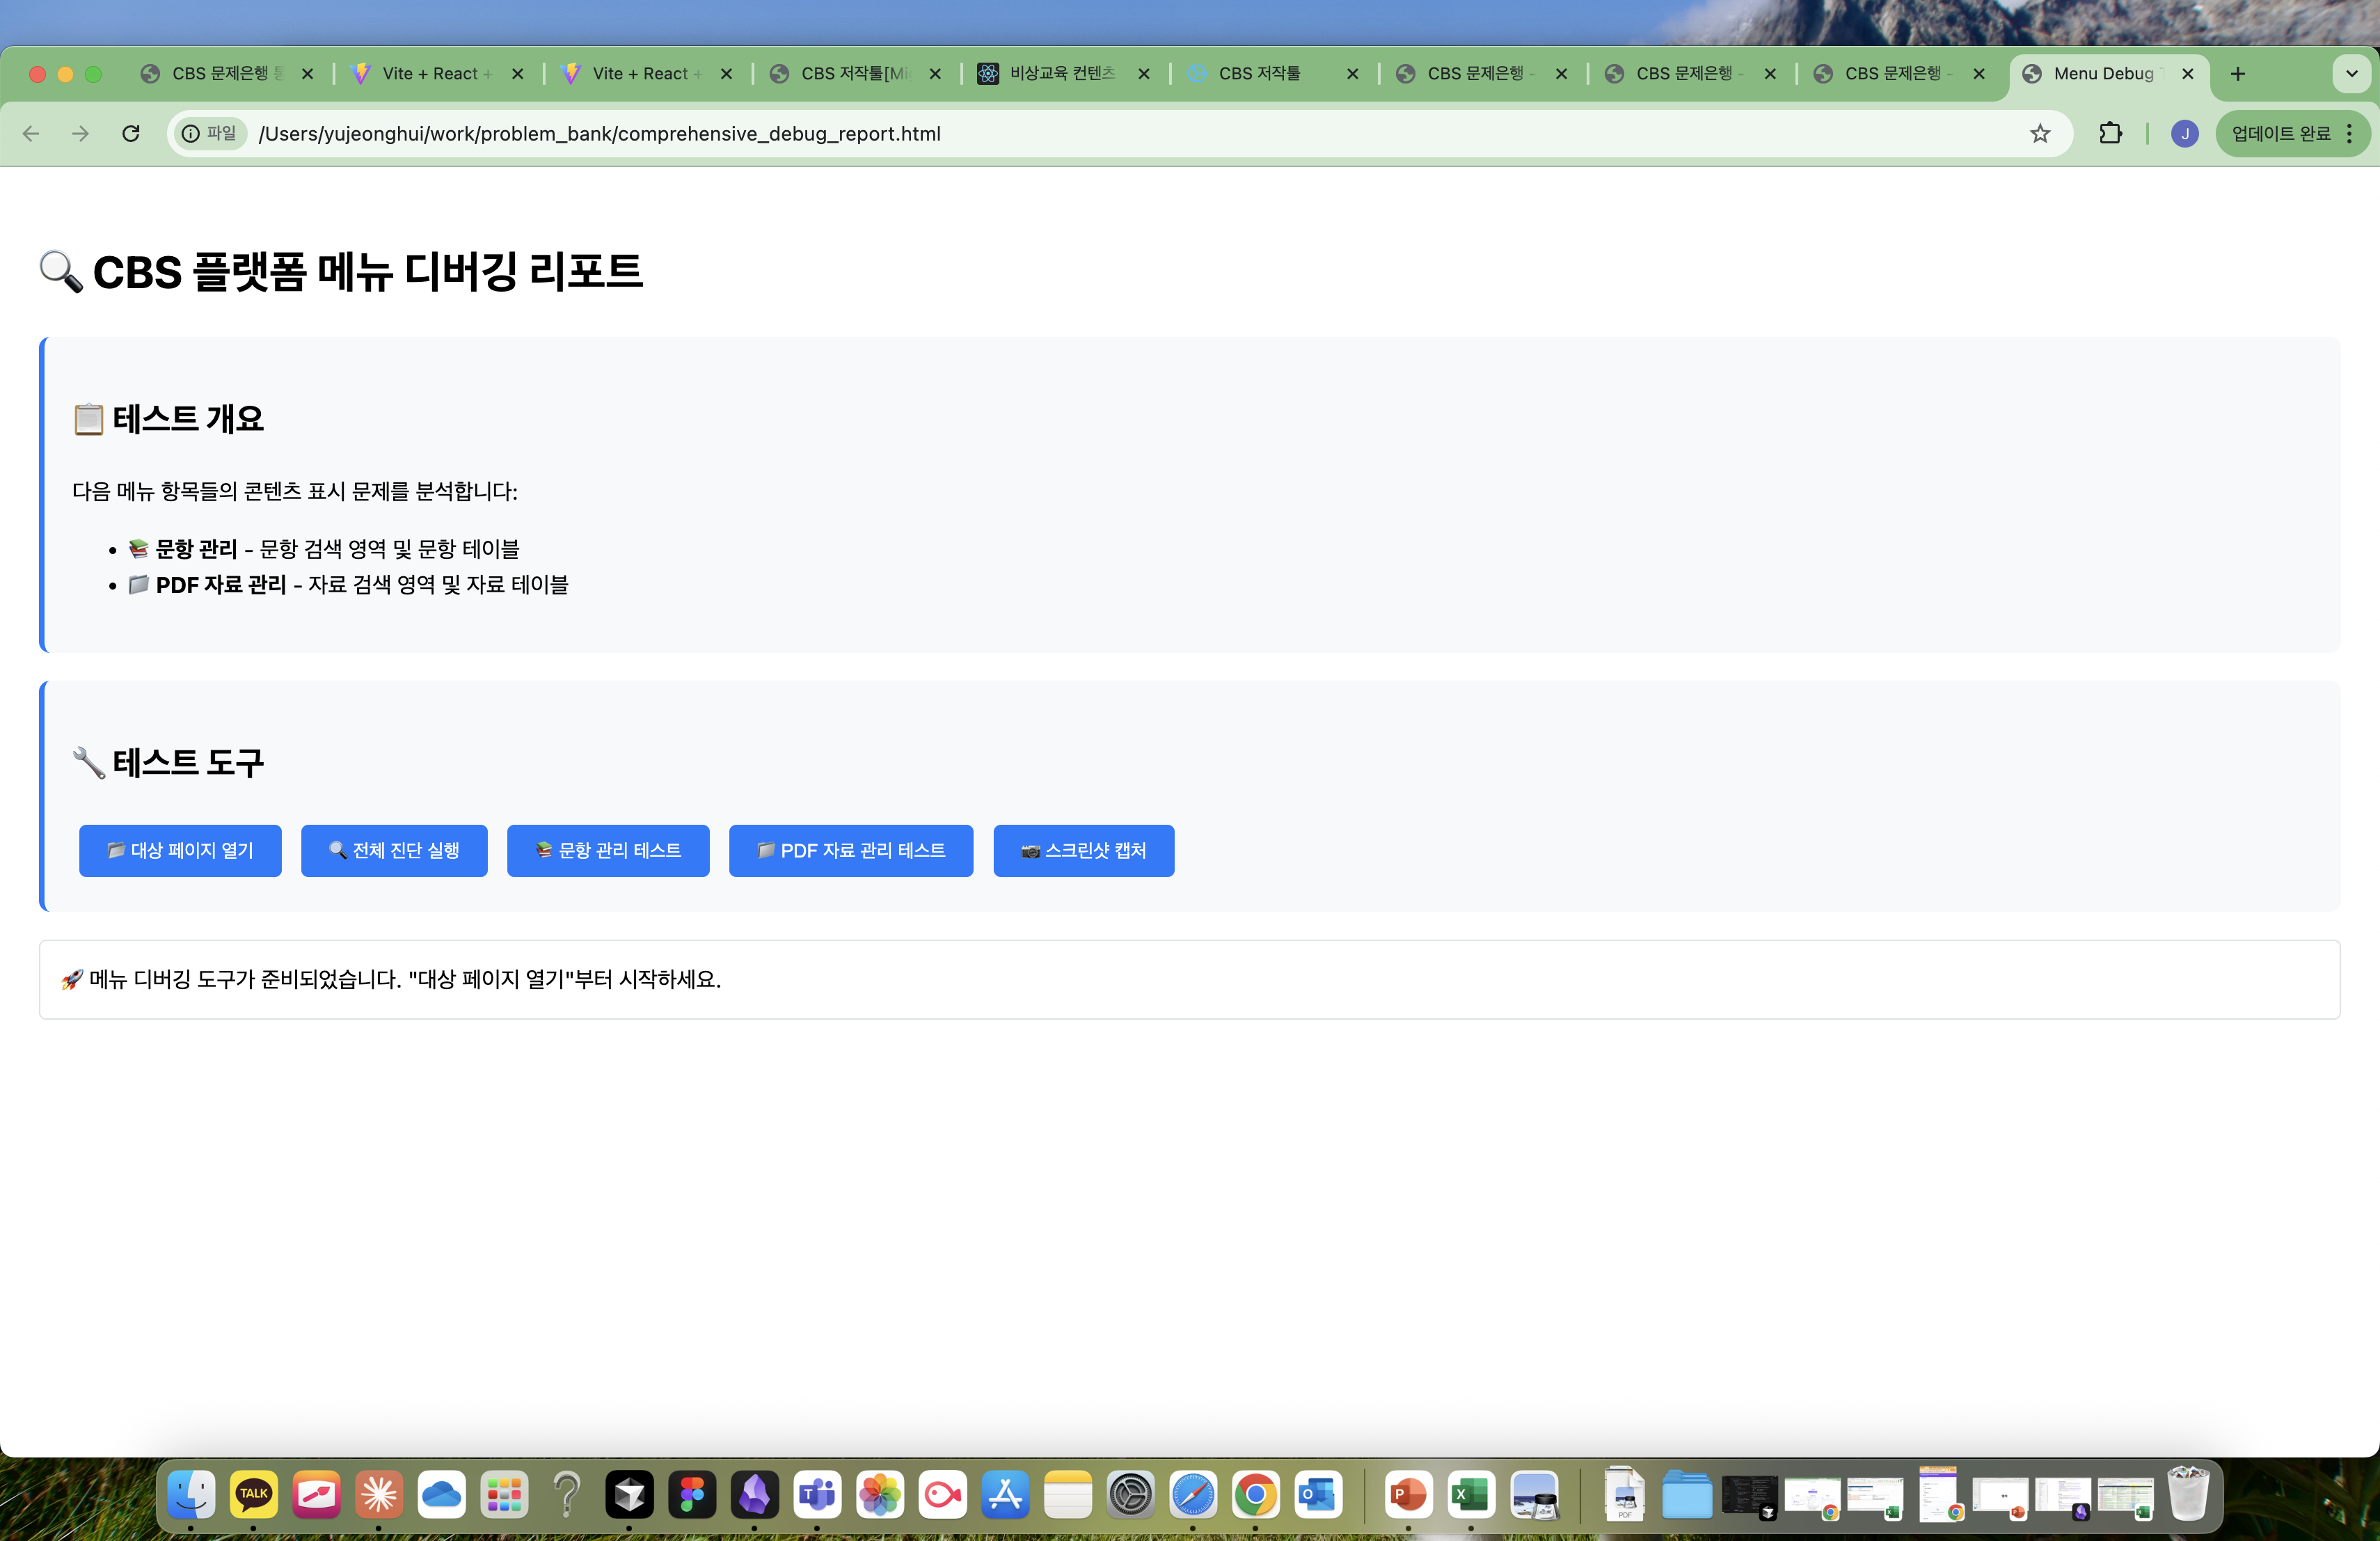 CBS 문제은행 통
Vite + React +
Vite + React +
CBS 저작툴[Mi
비상교육 컨텐츠
CBS 저작툴
CBS 문제은행 -
CBS 문제은행 -
CBS 문제은행 -
Menu Debug T
파일
/Users/yujeonghui/work/problem_bank/comprehensive_debug_report.html
J
업데이트 완료
🔍 CBS 플랫폼 메뉴 디버깅 리포트
📋 테스트 개요
다음 메뉴 항목들의 콘텐츠 표시 문제를 분석합니다:
• 📚 문항 관리 - 문항 검색 영역 및 문항 테이블
• 📁 PDF 자료 관리 - 자료 검색 영역 및 자료 테이블
🔧 테스트 도구
📁 대상 페이지 열기
🔍 전체 진단 실행
📚 문항 관리 테스트
📁 PDF 자료 관리 테스트
📷 스크린샷 캡처
🚀 메뉴 디버깅 도구가 준비되었습니다. "대상 페이지 열기"부터 시작하세요.
TALK
PDF